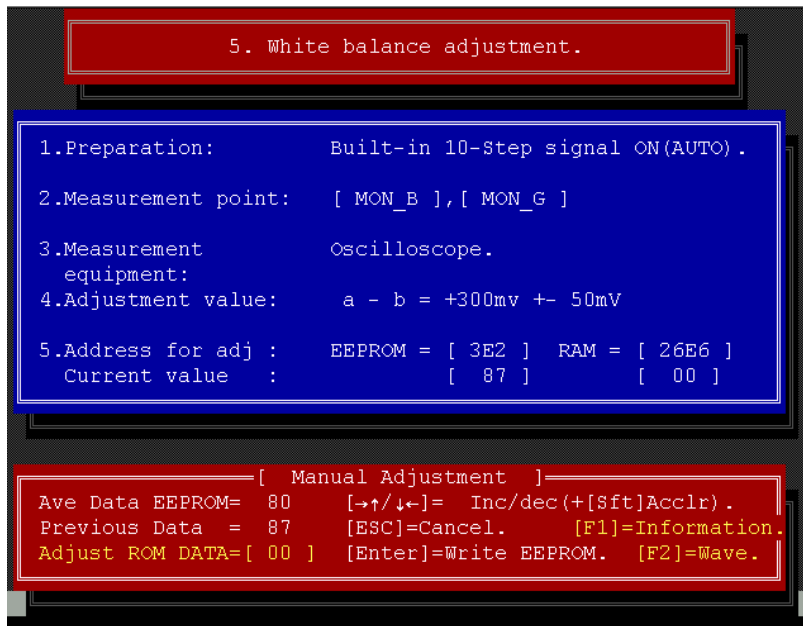 5. White balance adjustment.
1.Preparation: Built-in 10-Step signal ON(AUTO).
2.Measurement point: [ MON_B ],[ MON_G ]
3.Measurement Oscilloscope.
equipment:
4.Adjustment value: a - b = +300mv +- 50mV
5.Address for adj : EEPROM = [ 3E2 ] RAM = [ 26E6 ]
Current value : [ 87 ] [ 00 ]
[ Manual Adjustment ]
Ave Data EEPROM= 80 [→↑/↓←]= Inc/dec(+[Sft]Acclr).
Previous Data = 87 [ESC]=Cancel. [F1]=Information.
Adjust ROM DATA=[ 00 ] [Enter]=Write EEPROM. [F2]=Wave.